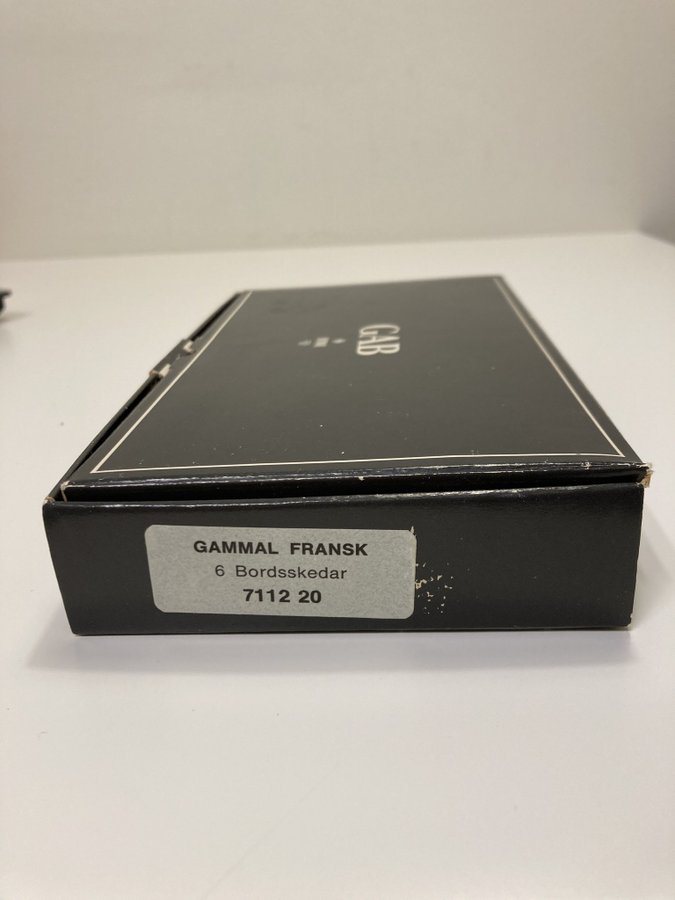 GAB
GAMMAL FRANSK
6 Bordsskedar
7112 20